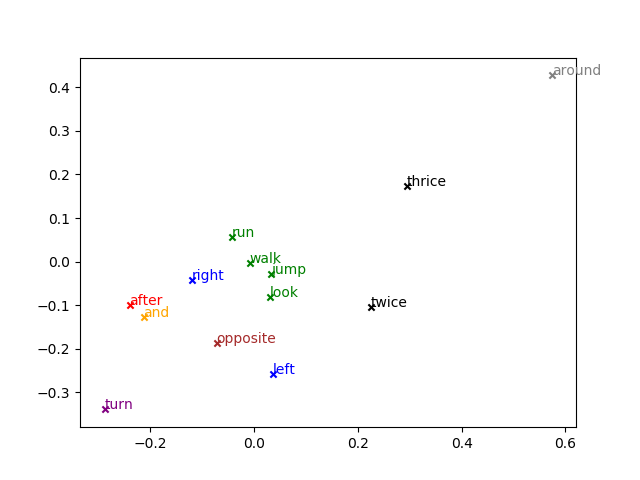 around
0.4
0.3
0.2
thrice
0.1
run
0.0
walk
jump
right
look
−0.1
after
twice
and
−0.2
opposite
left
−0.3
turn
−0.2
0.0
0.2
0.4
0.6